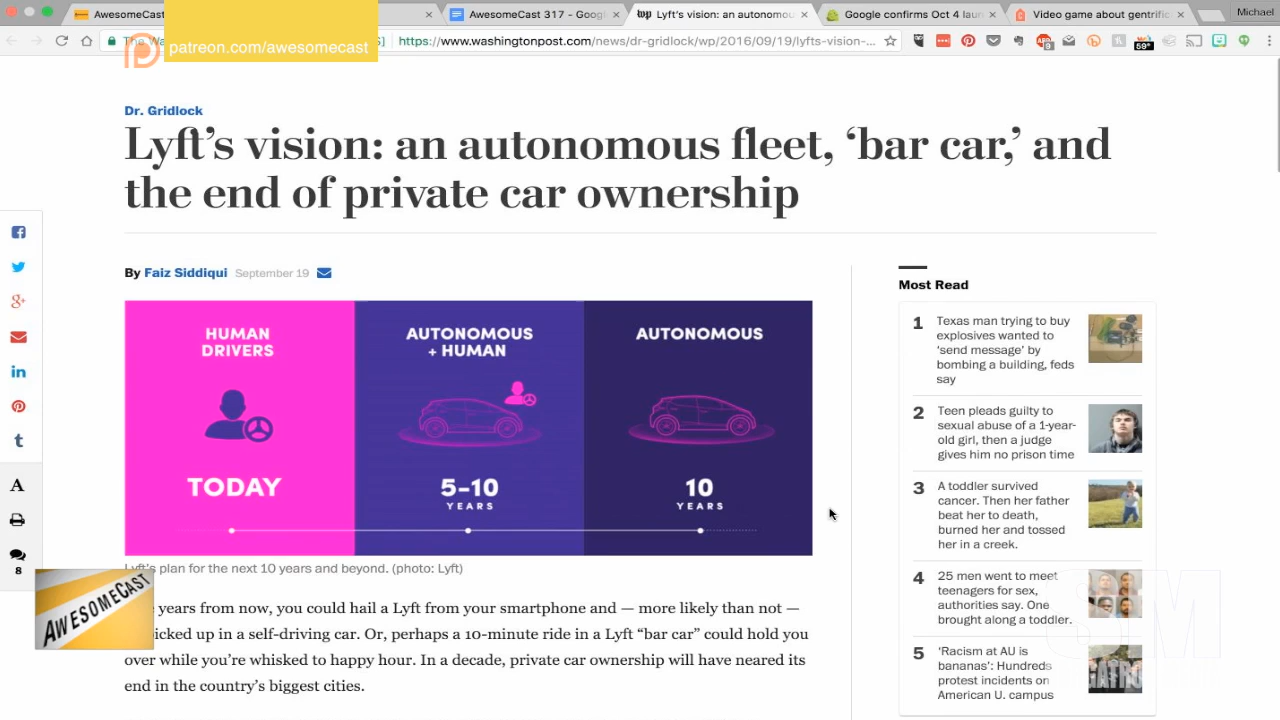 AwesomeCast
AwesomeCast 317 - Goog
Lyft's vision: an autonomou
Google confirms Oct 4 laun
Video game about gentrific
Michael
patreon.com/awesomecast
https://www.washingtonpost.com/news/dr-gridlock/wp/2016/09/19/lyfts-vision-...
59°
Dr. Gridlock
Lyft's vision: an autonomous fleet, 'bar car,' and
the end of private car ownership
By Faiz Siddiqui September 19
HUMAN
DRIVERS
TODAY
AUTONOMOUS
+ HUMAN
5-10
YEARS
AUTONOMOUS
10
YEARS
Lyft's plan for the next 10 years and beyond. (photo: Lyft)
years from now, you could hail a Lyft from your smartphone and — more likely than not —
picked up in a self-driving car. Or, perhaps a 10-minute ride in a Lyft “bar car” could hold you
over while you're whisked to happy hour. In a decade, private car ownership will have neared its
end in the country's biggest cities.
8
AWESOMECAST
Most Read
1 Texas man trying to buy
explosives wanted to
'send message' by
bombing a building, feds
say
2 Teen pleads guilty to
sexual abuse of a 1-year-
old girl, then a judge
gives him no prison time
3 A toddler survived
cancer. Then her father
beat her to death,
burned her and tossed
her in a creek.
4 25 men went to meet
teenagers for sex,
authorities say. One
brought along a toddler.
5 'Racism at AU is
bananas': Hundreds
protest incidents on
American U. campus